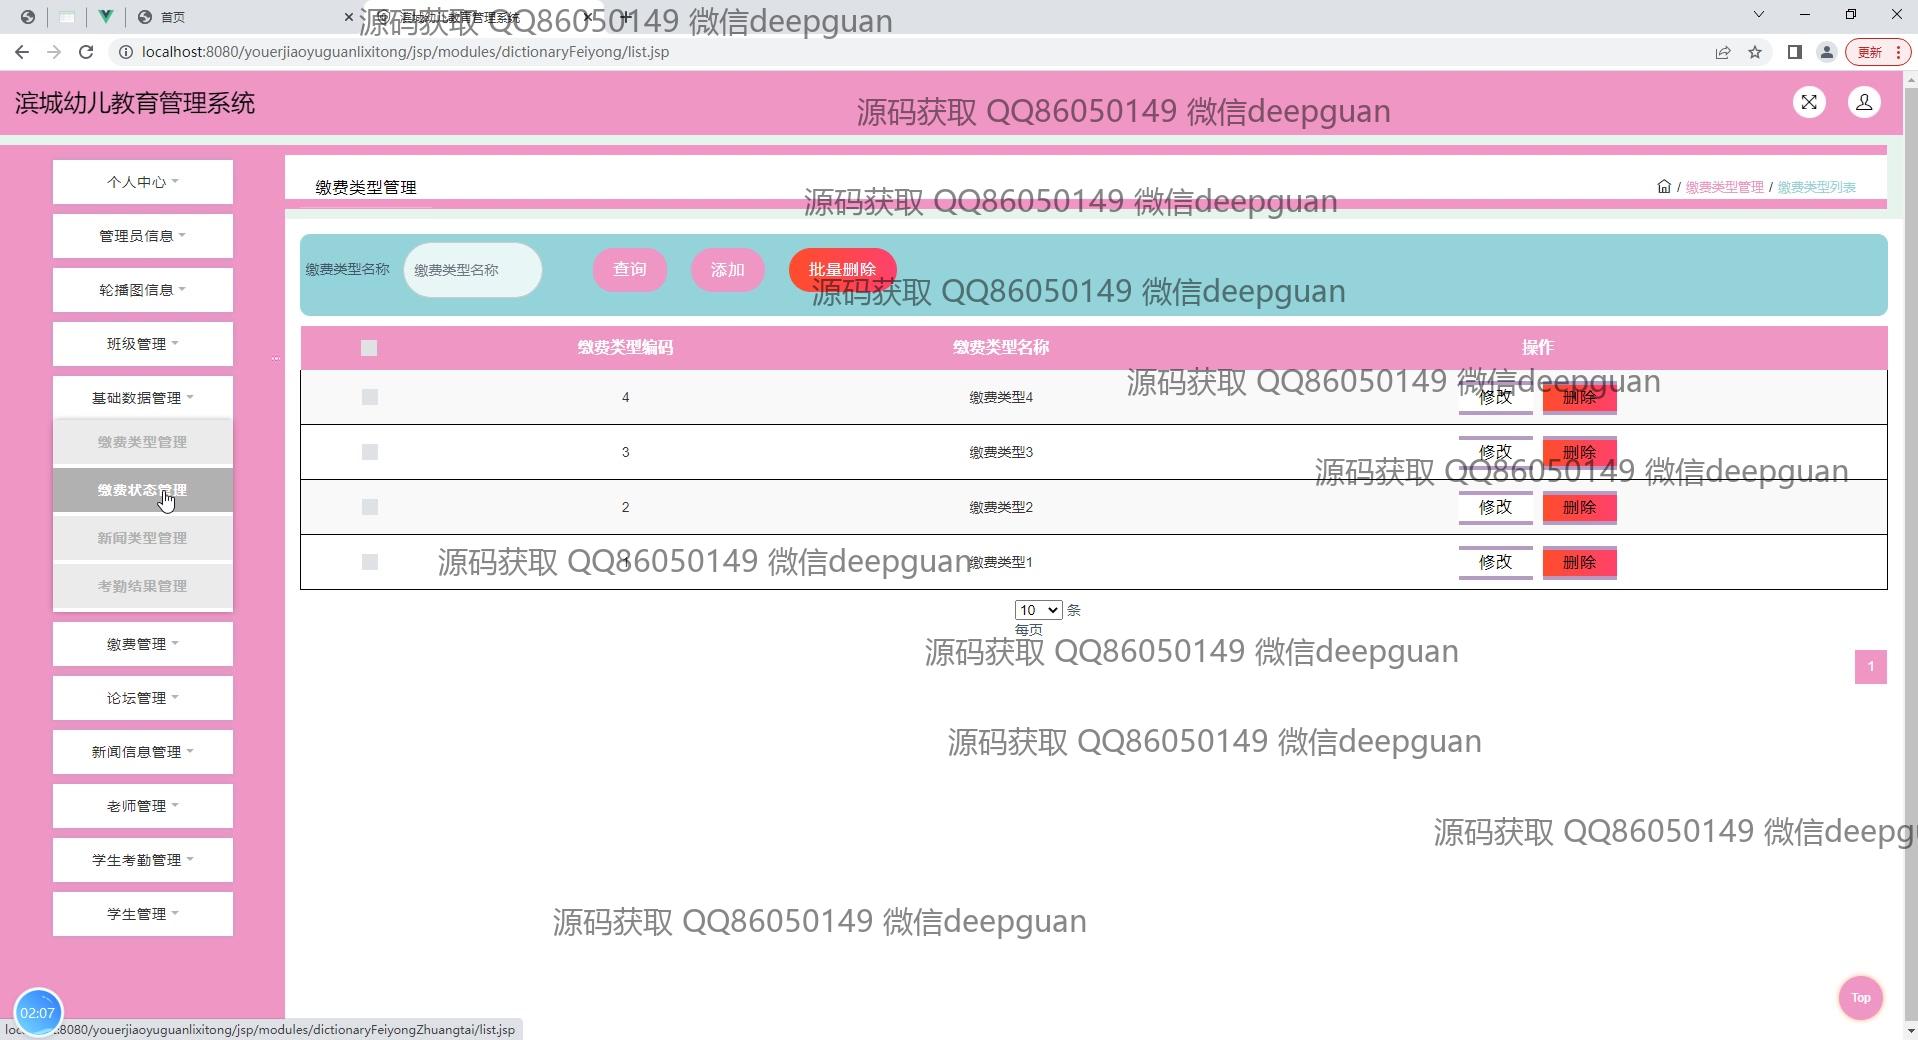 首页
滨城幼儿教育管理系统
源码获取 QQ86050149 微信deepguan
localhost:8080/youerjiaoyuguanlixitong/jsp/modules/dictionaryFeiyong/list.jsp
更新
滨城幼儿教育管理系统
源码获取 QQ86050149 微信deepguan
个人中心
管理员信息
轮播图信息
班级管理
基础数据管理
缴费类型管理
缴费状态管理
新闻类型管理
考勤结果管理
缴费管理
论坛管理
新闻信息管理
老师管理
学生考勤管理
学生管理
缴费类型管理
/ 缴费类型管理 / 缴费类型列表
源码获取 QQ86050149 微信deepguan
缴费类型名称 缴费类型名称 查询 添加 批量删除
源码获取 QQ86050149 微信deepguan
缴费类型编码 缴费类型名称 操作
4 缴费类型4 修改 删除
源码获取 QQ86050149 微信deepguan
3 缴费类型3 修改 删除
源码获取 QQ86050149 微信deepguan
2 缴费类型2 修改 删除
1 缴费类型1 修改 删除
源码获取 QQ86050149 微信deepguan
10 条
每页
源码获取 QQ86050149 微信deepguan
1
源码获取 QQ86050149 微信deepguan
源码获取 QQ86050149 微信deepg
源码获取 QQ86050149 微信deepguan
Top
02:07
loc :8080/youerjiaoyuguanlixitong/jsp/modules/dictionaryFeiyongZhuangtai/list.jsp